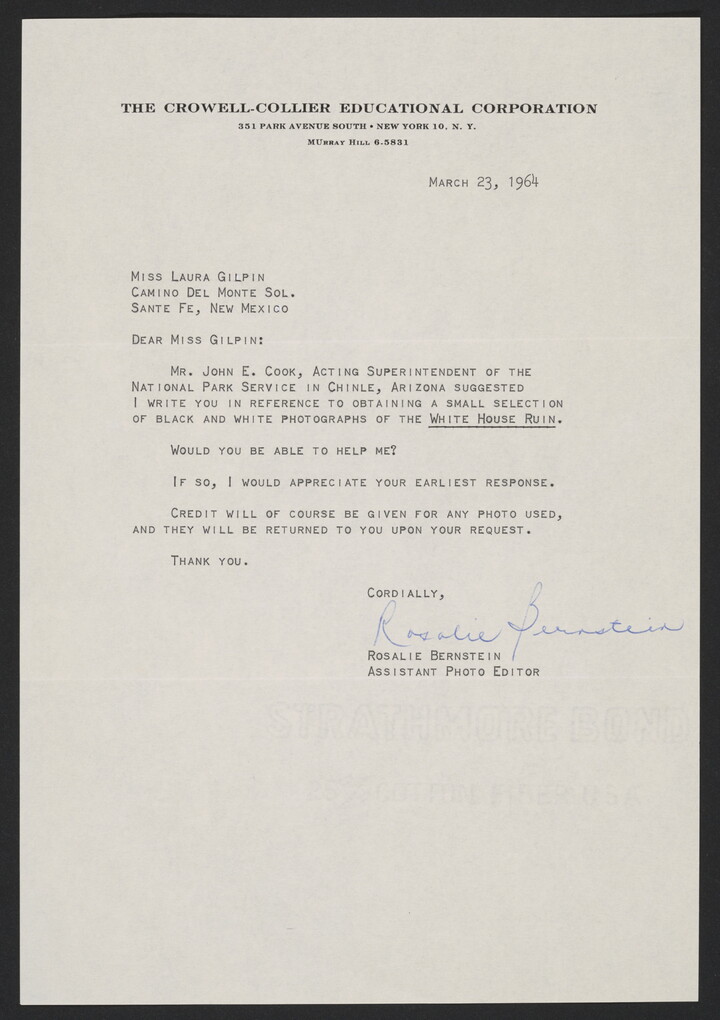 THE CROWELL-COLLIER EDUCATIONAL CORPORATION
351 PARK AVENUE SOUTH • NEW YORK 10, N. Y.
MURRAY HILL 6-5831
MARCH 23, 1964
MISS LAURA GILPIN
CAMINO DEL MONTE SOL.
SANTE FE, NEW MEXICO
DEAR MISS GILPIN:
MR. JOHN E. COOK, ACTING SUPERINTENDENT OF THE
NATIONAL PARK SERVICE IN CHINLE, ARIZONA SUGGESTED
I WRITE YOU IN REFERENCE TO OBTAINING A SMALL SELECTION
OF BLACK AND WHITE PHOTOGRAPHS OF THE WHITE HOUSE RUIN.
WOULD YOU BE ABLE TO HELP ME?
IF SO, I WOULD APPRECIATE YOUR EARLIEST RESPONSE.
CREDIT WILL OF COURSE BE GIVEN FOR ANY PHOTO USED,
AND THEY WILL BE RETURNED TO YOU UPON YOUR REQUEST.
THANK YOU.
CORDIALLY,
Rosalie Bernstein
ROSALIE BERNSTEIN
ASSISTANT PHOTO EDITOR
STRATHMORE BOND
COTTON FIBER USA